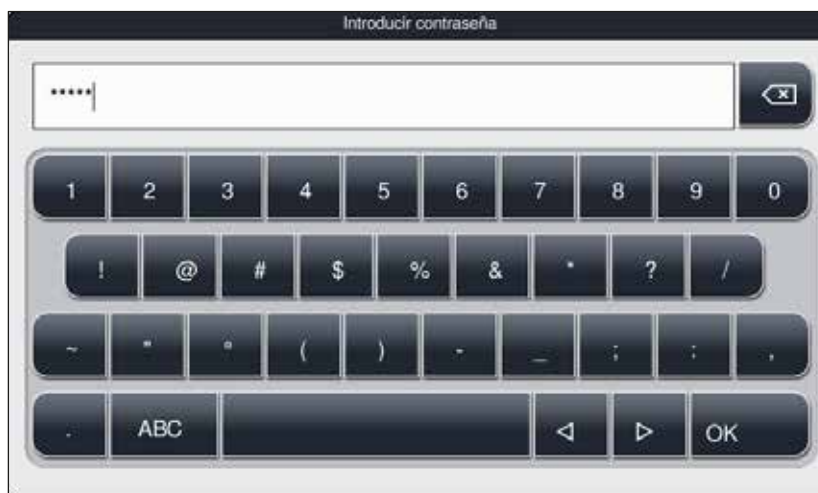 Introducir contraseña
•••••
1 2 3 4 5 6 7 8 9 0
! @ # $ % & * ? /
~ " ° ( ) - _ ; : ,
. ABC OK